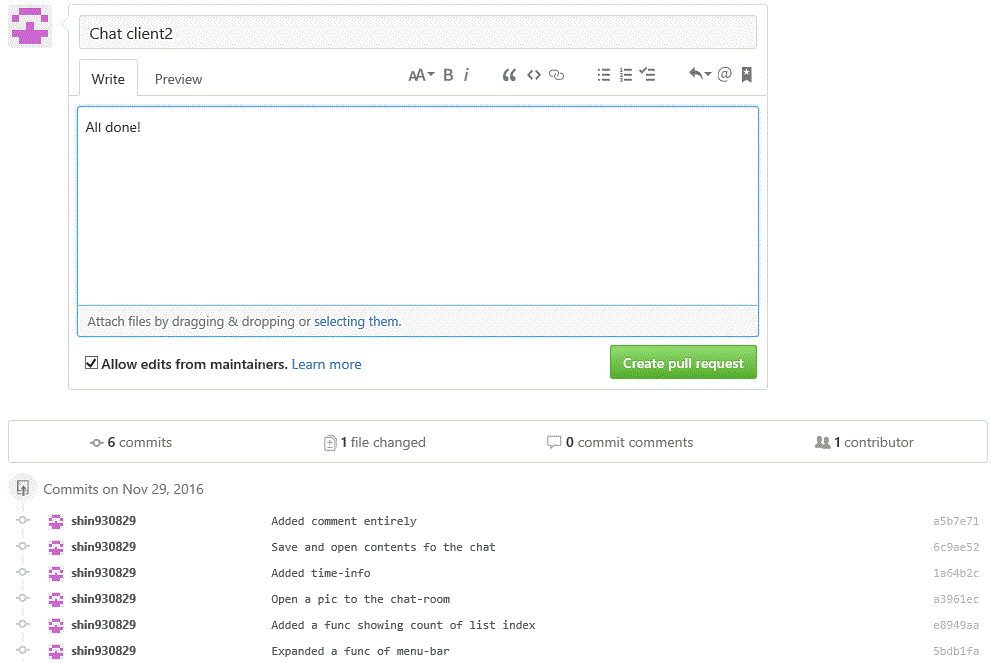 Chat client2
Write Preview AA B i
All done!
Attach files by dragging & dropping or selecting them.
Allow edits from maintainers. Learn more Create pull request
6 commits 1 file changed 0 commit comments 1 contributor
Commits on Nov 29, 2016
shin930829 Added comment entirely a5b7e71
shin930829 Save and open contents fo the chat 6c9ae52
shin930829 Added time-info 1a64b2c
shin930829 Open a pic to the chat-room a3961ec
shin930829 Added a func showing count of list index e8949aa
shin930829 Expanded a func of menu-bar 5bdb1fa